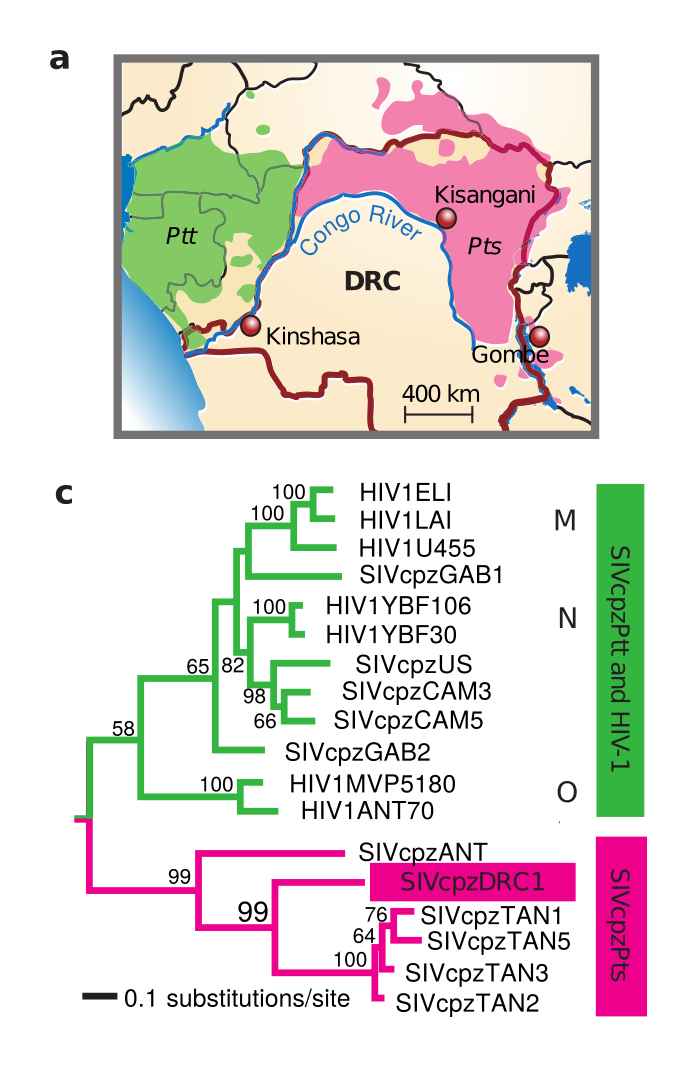 a
Kisangani
Congo River
Ptt
Pts
DRC
Kinshasa
Gombe
400 km
c
100
HIV1ELI
100
HIV1LAI
M
HIV1U455
SIVcpzGAB1
100
HIV1YBF106
N
HIV1YBF30
65
82
SIVcpzUS
98
SIVcpzCAM3
66
SIVcpzCAM5
58
SIVcpzGAB2
100
HIV1MVP5180
O
HIV1ANT70
SIVcpzPtt and HIV-1
SIVcpzANT
99
SIVcpzDRC1
99
76
SIVcpzTAN1
64
SIVcpzTAN5
100
SIVcpzTAN3
SIVcpzTAN2
SIVcpzPts
0.1 substitutions/site